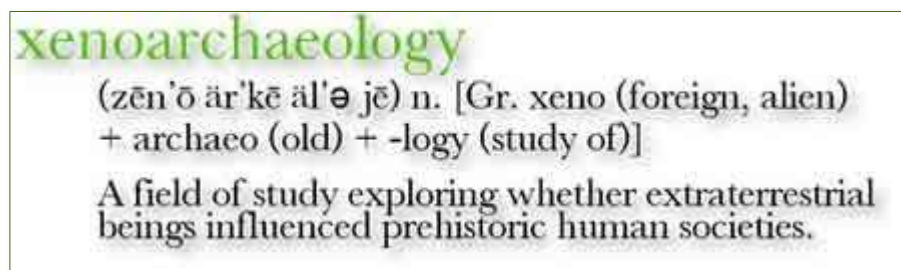 xenoarchaeology
(zēn'ō är'kē äl'ə jē) n. [Gr. xeno (foreign, alien)
+ archaeo (old) + -logy (study of)]
A field of study exploring whether extraterrestrial
beings influenced prehistoric human societies.